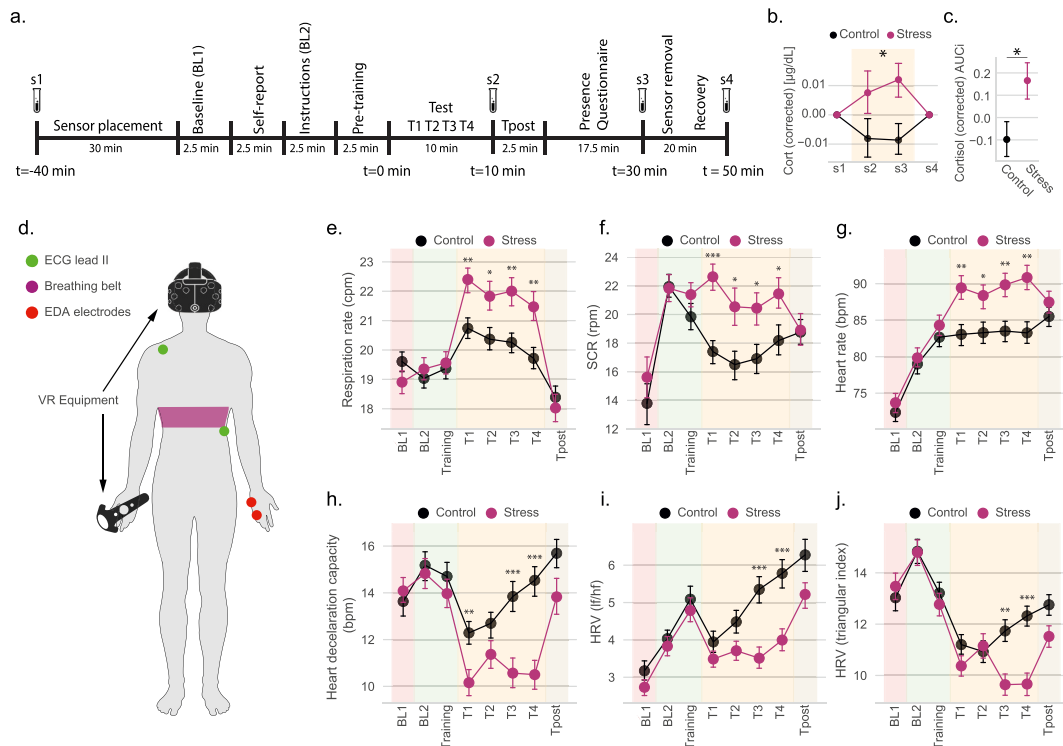 a.
s1
s2
s3
s4
Sensor placement
Baseline (BL1)
Self-report
Instructions (BL2)
Pre-training
Test
T1 T2 T3 T4
Tpost
Presence
Questionnaire
Sensor removal
Recovery
30 min
2.5 min
2.5 min
2.5 min
2.5 min
10 min
2.5 min
17.5 min
20 min
t=-40 min
t=0 min
t=10 min
t=30 min
t = 50 min
b.
Control
Stress
Cort (corrected) [µg/dL]
*
0.01
0.00
−0.01
s1
s2
s3
s4
c.
Cortisol (corrected) AUCi
*
0.2
0.1
0.0
−0.1
Control
Stress
d.
ECG lead II
Breathing belt
EDA electrodes
VR Equipment
e.
Control
Stress
Respiration rate (cpm)
23
22
21
20
19
18
**
*
**
**
BL1
BL2
Training
T1
T2
T3
T4
Tpost
f.
Control
Stress
SCR (rpm)
24
22
20
18
16
14
12
***
*
*
*
BL1
BL2
Training
T1
T2
T3
T4
Tpost
g.
Control
Stress
Heart rate (bpm)
90
85
80
75
**
*
**
**
BL1
BL2
Training
T1
T2
T3
T4
Tpost
h.
Control
Stress
Heart decelaration capacity
(bpm)
16
14
12
10
**
***
***
BL1
BL2
Training
T1
T2
T3
T4
Tpost
i.
Control
Stress
HRV (lf/hf)
6
5
4
3
***
***
BL1
BL2
Training
T1
T2
T3
T4
Tpost
j.
Control
Stress
HRV (triangular index)
14
12
10
**
***
BL1
BL2
Training
T1
T2
T3
T4
Tpost